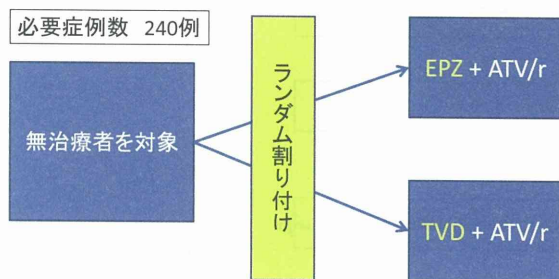 必要症例数 240例
無治療者を対象
ランダム割り付け
EPZ + ATV/r
TVD + ATV/r